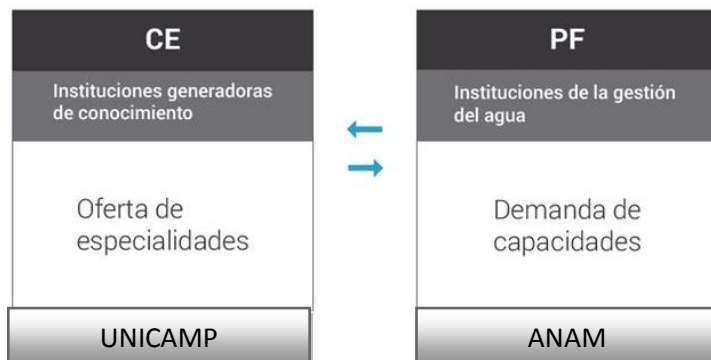 CE
Instituciones generadoras
de conocimiento
Oferta de
especialidades
UNICAMP
PF
Instituciones de la gestión
del agua
Demanda de
capacidades
ANAM